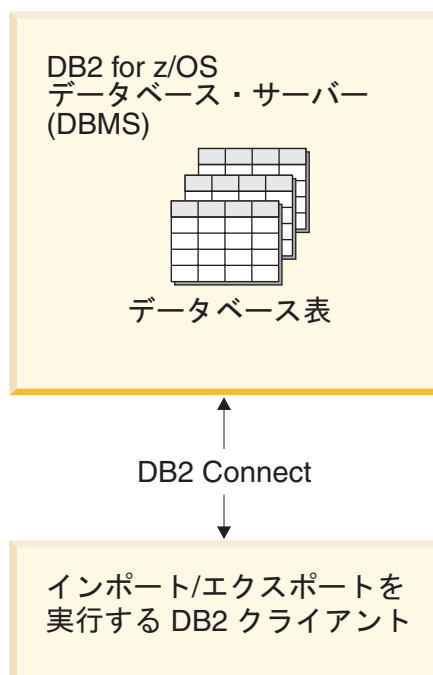 DB2 for z/OS
データベース・サーバー
(DBMS)
データベース表
DB2 Connect
インポート/エクスポートを
実行する DB2 クライアント